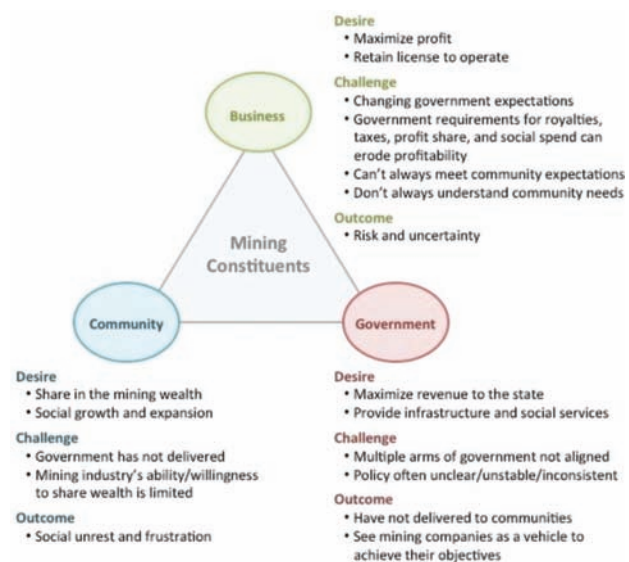 Desire
• Maximize profit
• Retain license to operate
Challenge
• Changing government expectations
• Government requirements for royalties,
taxes, profit share, and social spend can
erode profitability
• Can't always meet community expectations
• Don't always understand community needs
Outcome
• Risk and uncertainty
Business
Mining
Constituents
Community
Government
Desire
• Share in the mining wealth
• Social growth and expansion
Challenge
• Government has not delivered
• Mining industry's ability/willingness
to share wealth is limited
Outcome
• Social unrest and frustration
Desire
• Maximize revenue to the state
• Provide infrastructure and social services
Challenge
• Multiple arms of government not aligned
• Policy often unclear/unstable/inconsistent
Outcome
• Have not delivered to communities
• See mining companies as a vehicle to
achieve their objectives